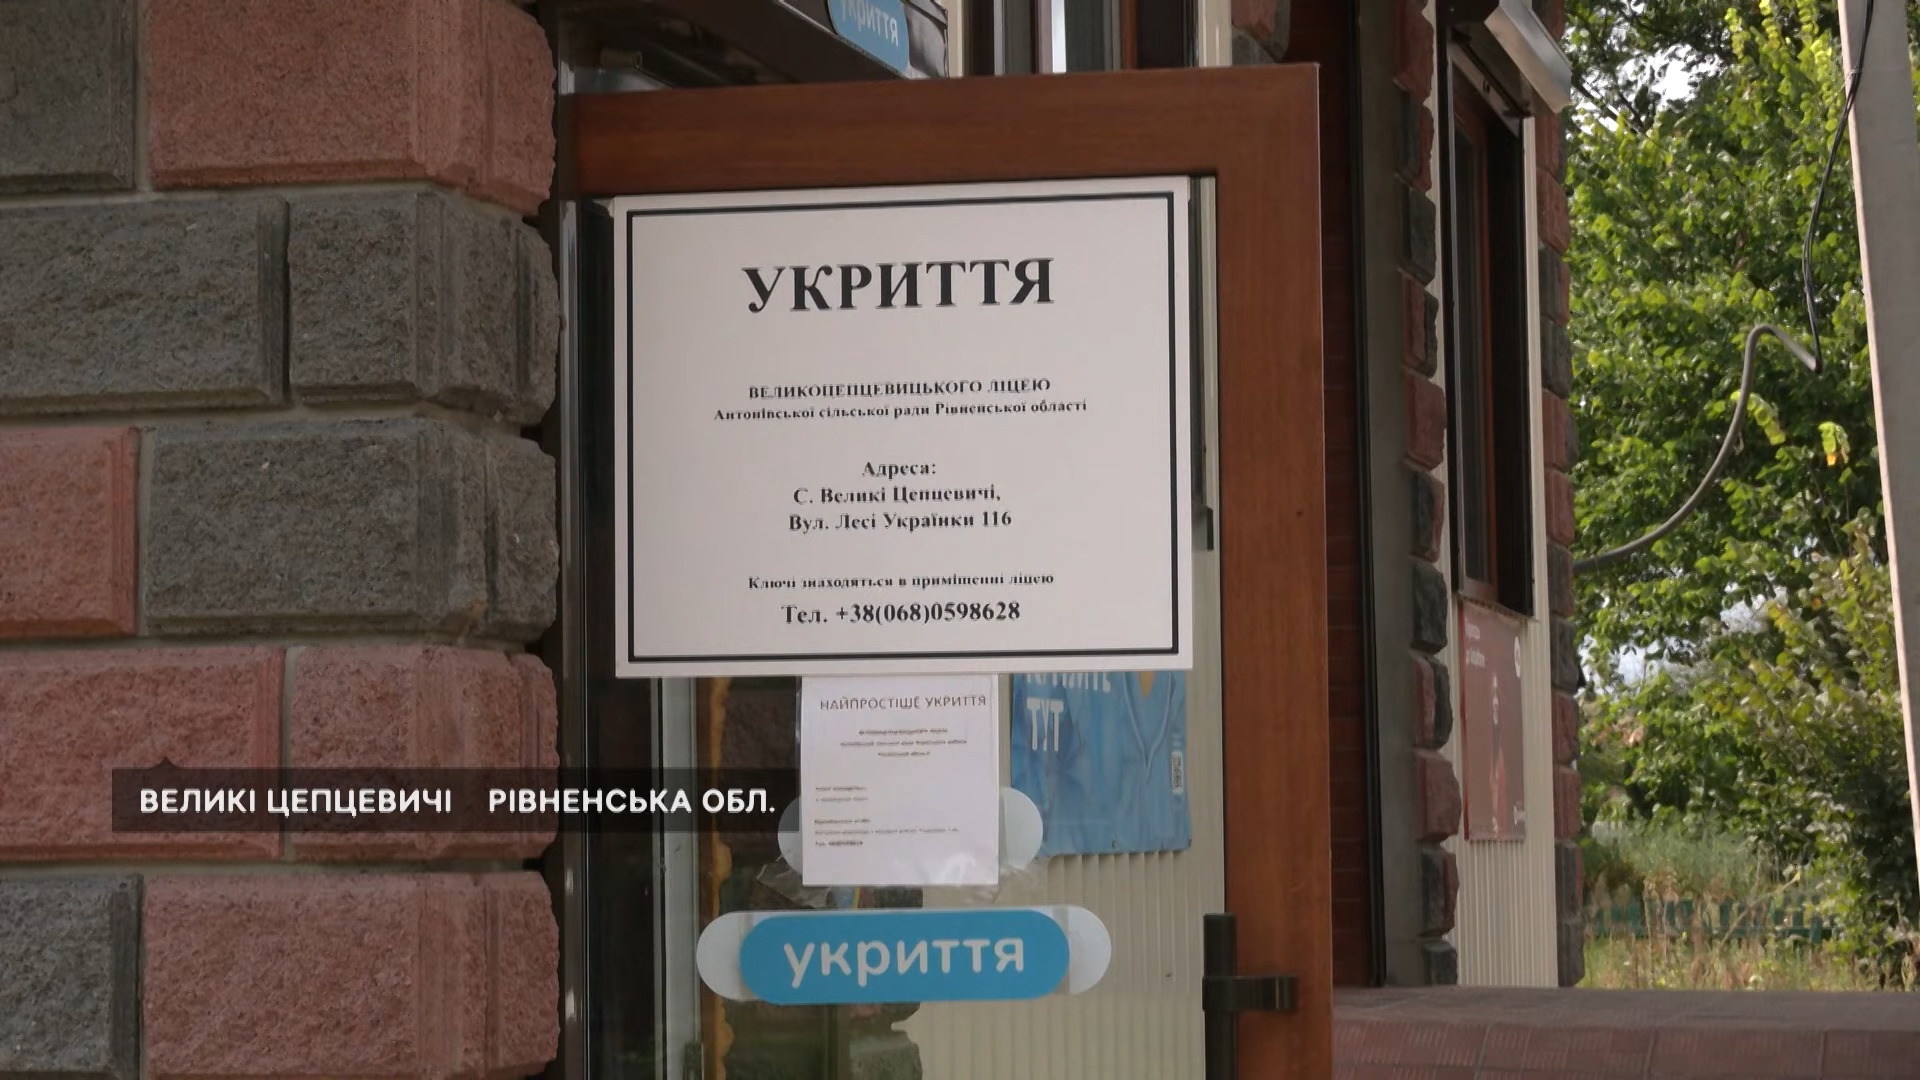 укриття
УКРИТТЯ
ВЕЛИКОЦЕПЦЕВИЦЬКОГО ЛІЦЕЮ
Антонівської сільської ради Рівненської області
Адреса:
С. Великі Цепцевичі,
Вул. Лесі Українки 116
Ключі знаходяться в приміщенні ліцею
Тел. +38(068)0598628
НАЙПРОСТІШЕ УКРИТТЯ
ТУТ
ВЕЛИКІ ЦЕПЦЕВИЧІ РІВНЕНСЬКА ОБЛ.
укриття